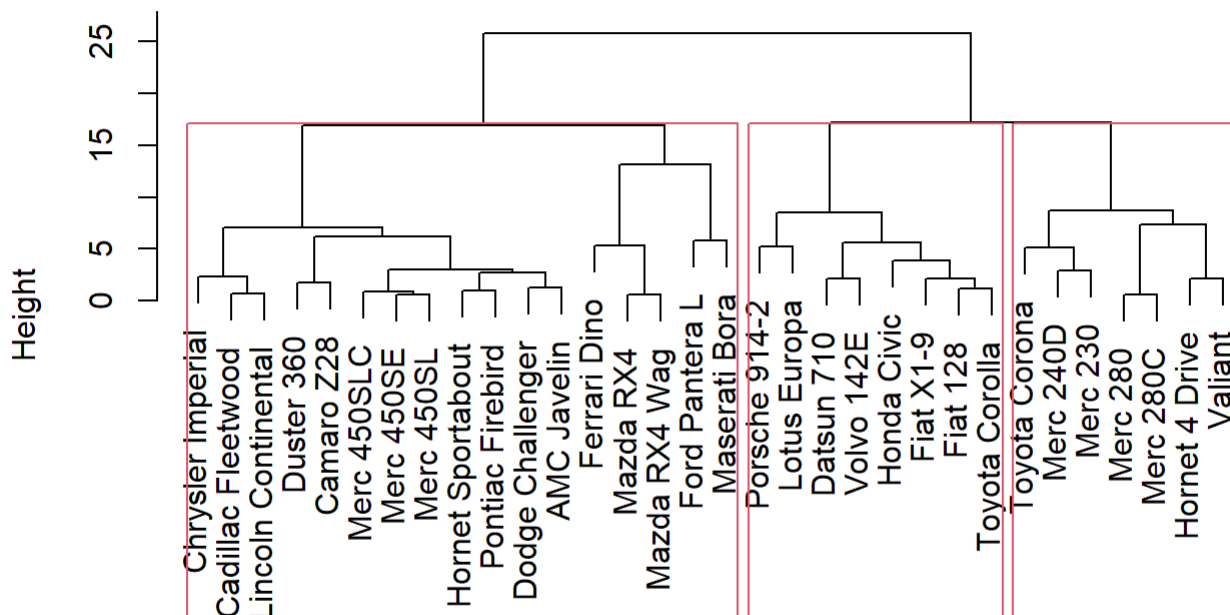 Height
25
15
5
0
Chrysler Imperial
Cadillac Fleetwood
Lincoln Continental
Duster 360
Camaro Z28
Merc 450SLC
Merc 450SE
Merc 450SL
Hornet Sportabout
Pontiac Firebird
Dodge Challenger
AMC Javelin
Ferrari Dino
Mazda RX4
Mazda RX4 Wag
Ford Pantera L
Maserati Bora
Porsche 914-2
Lotus Europa
Datsun 710
Volvo 142E
Honda Civic
Fiat X1-9
Fiat 128
Toyota Corolla
Toyota Corona
Merc 240D
Merc 230
Merc 280
Merc 280C
Hornet 4 Drive
Valiant